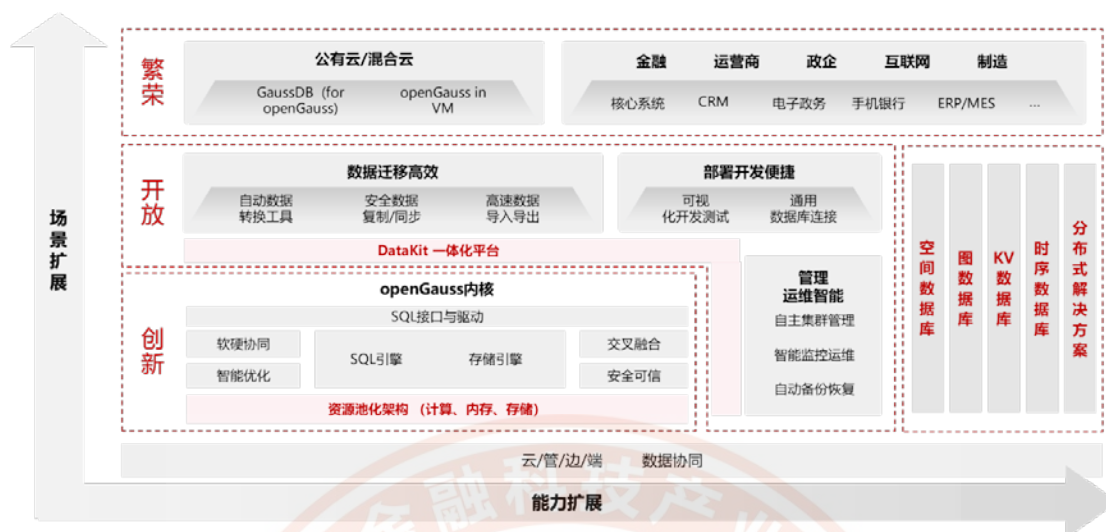 繁荣
公有云/混合云
GaussDB (for
openGauss)
openGauss in
VM
金融 运营商 政企 互联网 制造
核心系统 CRM 电子政务 手机银行 ERP/MES ...
开放
数据迁移高效
自动数据
转换工具
安全数据
复制/同步
高速数据
导入导出
部署开发便捷
可视
化开发测试
通用
数据库连接
DataKit 一体化平台
管理
运维智能
自主集群管理
智能监控运维
自动备份恢复
创新
openGauss内核
SQL接口与驱动
软硬协同
智能优化
SQL引擎 存储引擎
交叉融合
安全可信
资源池化架构 （计算、内存、存储）
空间数据库
图数据库
KV数据库
时序数据库
分布式解决方案
云/管/边/端 数据协同
场景扩展
能力扩展
金融科技产业